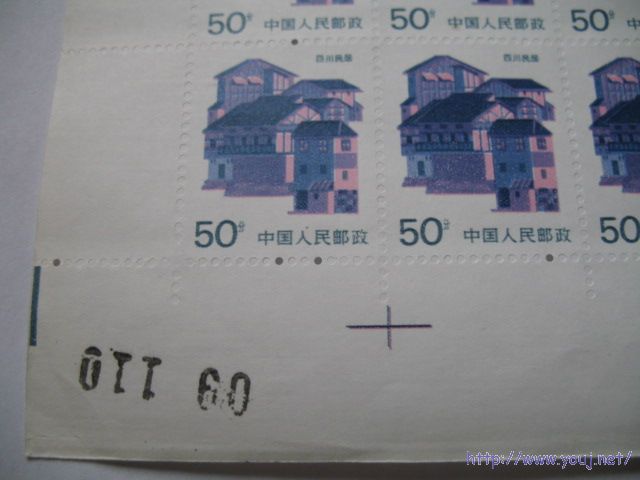 50分 中国人民邮政 50分 中国人民邮政 50分
四川民居 四川民居
50分 中国人民邮政 50分 中国人民邮政 50
http://www.youj.net/